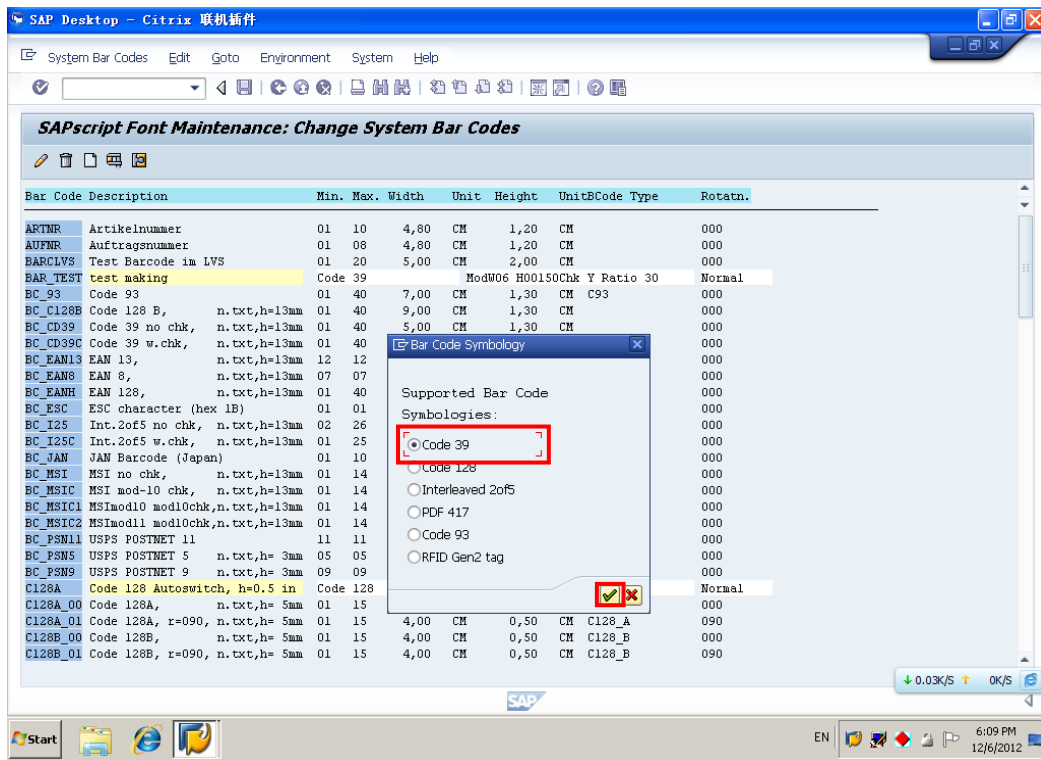 SAP Desktop - Citrix 联机插件
System Bar Codes Edit Goto Environment System Help
SAPscript Font Maintenance: Change System Bar Codes
Bar Code Description Min. Max. Width Unit Height UnitBCode Type Rotatn.
ARTNR Artikelnummer 01 10 4,80 CM 1,20 CM 000
AUFNR Auftragsnummer 01 08 4,80 CM 1,20 CM 000
BARCLVS Test Barcode im LVS 01 20 5,00 CM 2,00 CM 000
BAR_TEST test making Code 39 ModW06 H00150Chk Y Ratio 30 Normal
BC_93 Code 93 01 40 7,00 CM 1,30 CM C93 000
BC_C128B Code 128 B, n.txt,h=13mm 01 40 9,00 CM 1,30 CM 000
BC_CD39 Code 39 no chk, n.txt,h=13mm 01 40 5,00 CM 1,30 CM 000
BC_CD39C Code 39 w.chk, n.txt,h=13mm 01 40 000
BC_EAN13 EAN 13, n.txt,h=13mm 12 12 000
BC_EAN8 EAN 8, n.txt,h=13mm 07 07 000
BC_EANH EAN 128, n.txt,h=13mm 01 40 000
BC_ESC ESC character (hex 1B) 01 01 000
BC_I25 Int.2of5 no chk, n.txt,h=13mm 02 26 000
BC_I25C Int.2of5 w.chk, n.txt,h=13mm 01 25 000
BC_JAN JAN Barcode (Japan) 01 10 000
BC_MSI MSI no chk, n.txt,h=13mm 01 14 000
BC_MSIC MSI mod-10 chk, n.txt,h=13mm 01 14 000
BC_MSIC1 MSImod10 mod10chk,n.txt,h=13mm 01 14 000
BC_MSIC2 MSImod11 mod10chk,n.txt,h=13mm 01 14 000
BC_PSN11 USPS POSTNET 11 11 11 000
BC_PSN5 USPS POSTNET 5 n.txt,h= 3mm 05 05 000
BC_PSN9 USPS POSTNET 9 n.txt,h= 3mm 09 09 000
C128A Code 128 Autoswitch, h=0.5 in Code 128 Normal
C128A_00 Code 128A, n.txt,h= 5mm 01 15 000
C128A_01 Code 128A, r=090, n.txt,h= 5mm 01 15 4,00 CM 0,50 CM C128_A 090
C128B_00 Code 128B, n.txt,h= 5mm 01 15 4,00 CM 0,50 CM C128_B 000
C128B_01 Code 128B, r=090, n.txt,h= 5mm 01 15 4,00 CM 0,50 CM C128_B 090
Bar Code Symbology
Supported Bar Code
Symbologies:
Code 39
Code 128
Interleaved 2of5
PDF 417
Code 93
RFID Gen2 tag
0.03K/S 0K/S
SAP
Start EN 6:09 PM
12/6/2012